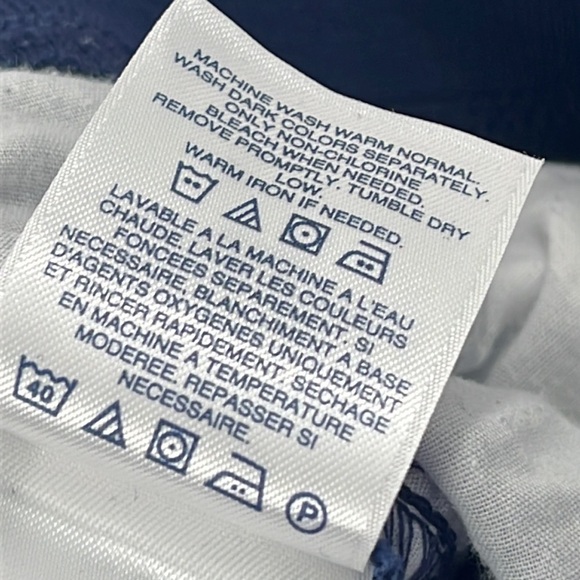 MACHINE WASH WARM NORMAL.
WASH DARK COLORS SEPARATELY.
ONLY NON-CHLORINE
BLEACH WHEN NEEDED.
REMOVE PROMPTLY. TUMBLE DRY
LOW.
WARM IRON IF NEEDED.
LAVABLE A LA MACHINE A L'EAU
CHAUDE. LAVER LES COULEURS
FONCÉES SEPAREMENT. SI
NECESSAIRE, BLANCHIMENT A BASE
D'AGENTS OXYGENES UNIQUEMENT
ET RINCER RAPIDEMENT. SECHAGE
EN MACHINE A TEMPERATURE
MODEREE. REPASSER SI
NECESSAIRE.
40
P